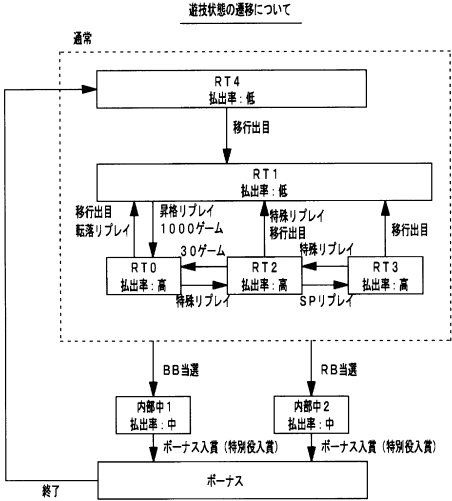 遊技状態の遷移について
通常
RT4
払出率：低
移行出目
RT1
払出率：低
移行出目
転落リプレイ
昇格リプレイ
1000ゲーム
特殊リプレイ
移行出目
移行出目
30ゲーム
特殊リプレイ
RT0
払出率：高
RT2
払出率：高
RT3
払出率：高
特殊リプレイ
SPリプレイ
BB当選
RB当選
内部中1
払出率：中
内部中2
払出率：中
ボーナス入賞（特別役入賞）
ボーナス入賞（特別役入賞）
ボーナス
終了